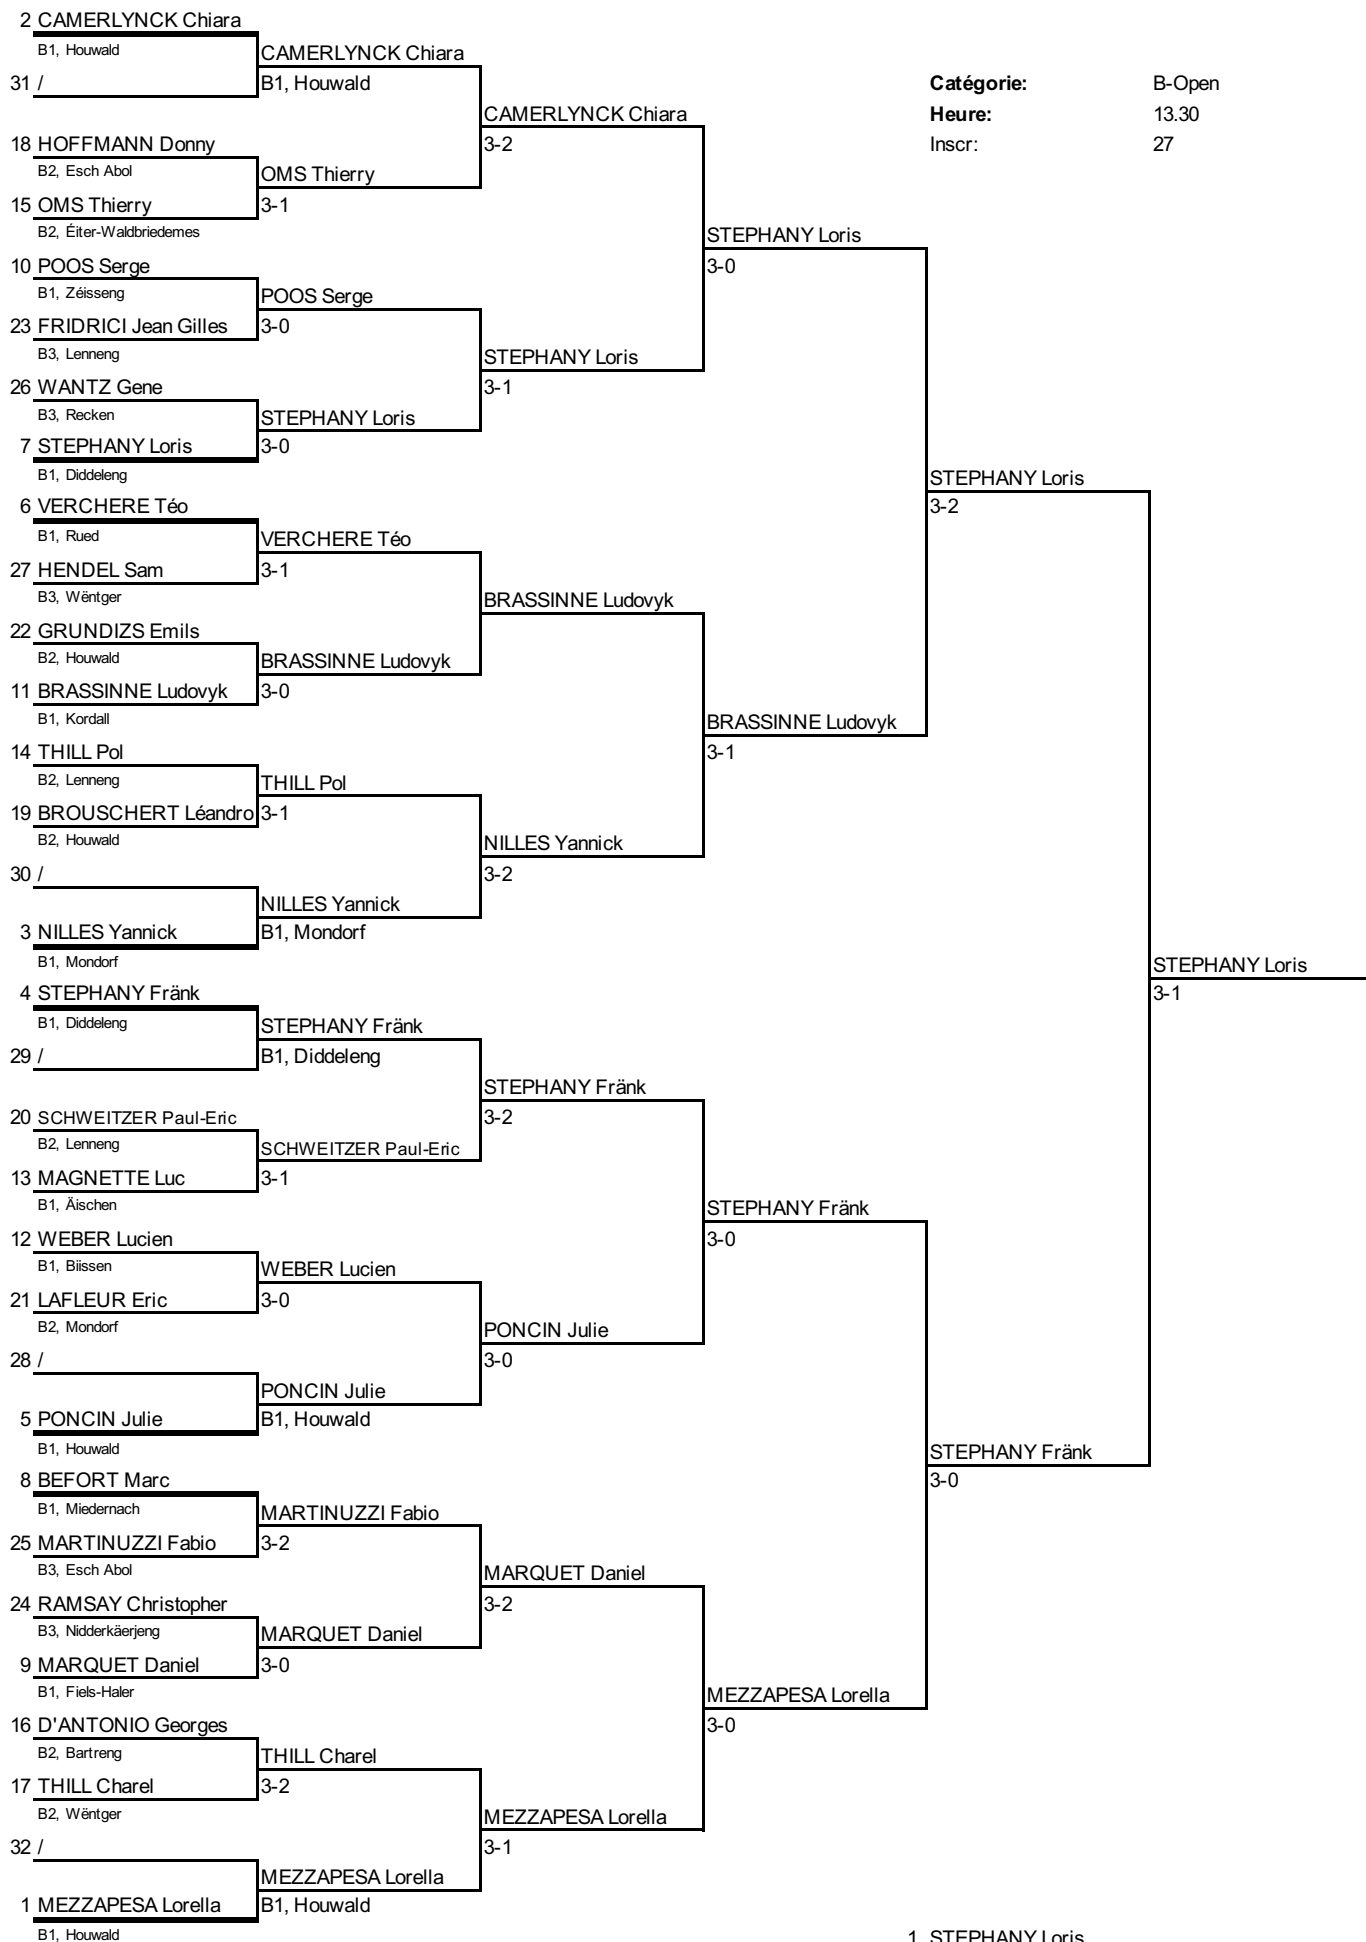 2 CAMERLYNCK Chiara
B1, Houwald
CAMERLYNCK Chiara
31 /
B1, Houwald
Catégorie: B-Open
CAMERLYNCK Chiara
Heure: 13.30
18 HOFFMANN Donny
3-2
Inscr: 27
B2, Esch Abol
OMS Thierry
15 OMS Thierry
3-1
B2, Éiter-Waldbriedemes
STEPHANY Loris
10 POOS Serge
3-0
B1, Zéisseng
POOS Serge
23 FRIDRICI Jean Gilles
3-0
B3, Lenneng
STEPHANY Loris
26 WANTZ Gene
3-1
B3, Recken
STEPHANY Loris
7 STEPHANY Loris
3-0
B1, Diddeleng
STEPHANY Loris
6 VERCHERE Téo
3-2
B1, Rued
VERCHERE Téo
27 HENDEL Sam
3-1
B3, Wëntger
BRASSINNE Ludovyk
22 GRUNDIZS Emils
B2, Houwald
BRASSINNE Ludovyk
11 BRASSINNE Ludovyk
3-0
B1, Kordall
BRASSINNE Ludovyk
14 THILL Pol
3-1
B2, Lenneng
THILL Pol
19 BROUSCHERT Léandro
3-1
B2, Houwald
NILLES Yannick
30 /
3-2
NILLES Yannick
3 NILLES Yannick
B1, Mondorf
B1, Mondorf
STEPHANY Loris
4 STEPHANY Fränk
3-1
B1, Diddeleng
STEPHANY Fränk
29 /
B1, Diddeleng
STEPHANY Fränk
20 SCHWEITZER Paul-Eric
3-2
B2, Lenneng
SCHWEITZER Paul-Eric
13 MAGNETTE Luc
3-1
B1, Äischen
STEPHANY Fränk
12 WEBER Lucien
3-0
B1, Biissen
WEBER Lucien
21 LAFLEUR Eric
3-0
B2, Mondorf
PONCIN Julie
28 /
3-0
PONCIN Julie
5 PONCIN Julie
B1, Houwald
B1, Houwald
STEPHANY Fränk
8 BEFORT Marc
3-0
B1, Miedernach
MARTINUZZI Fabio
25 MARTINUZZI Fabio
3-2
B3, Esch Abol
MARQUET Daniel
24 RAMSAY Christopher
3-2
B3, Nidderkäerjeng
MARQUET Daniel
9 MARQUET Daniel
3-0
B1, Fiels-Haler
MEZZAPESA Lorella
16 D'ANTONIO Georges
3-0
B2, Bartreng
THILL Charel
17 THILL Charel
3-2
B2, Wëntger
MEZZAPESA Lorella
32 /
3-1
MEZZAPESA Lorella
1 MEZZAPESA Lorella
B1, Houwald
B1, Houwald
1 STEPHANY Loris